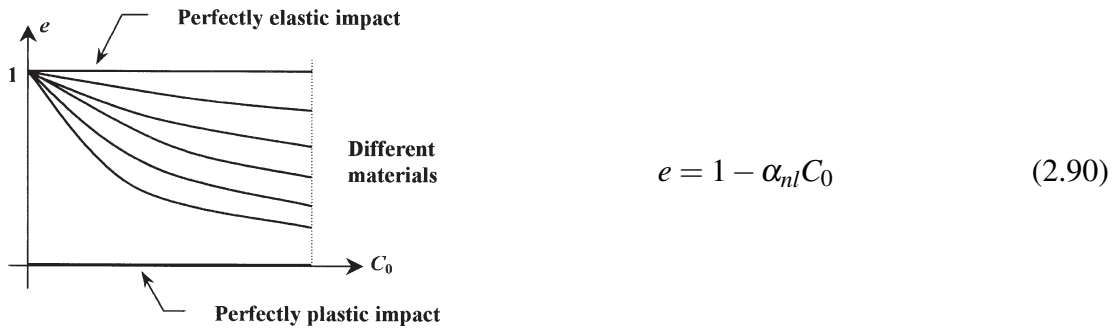 Perfectly elastic impact
e
1
Different
materials
C₀
Perfectly plastic impact
e = 1 − αₙₗC₀ (2.90)